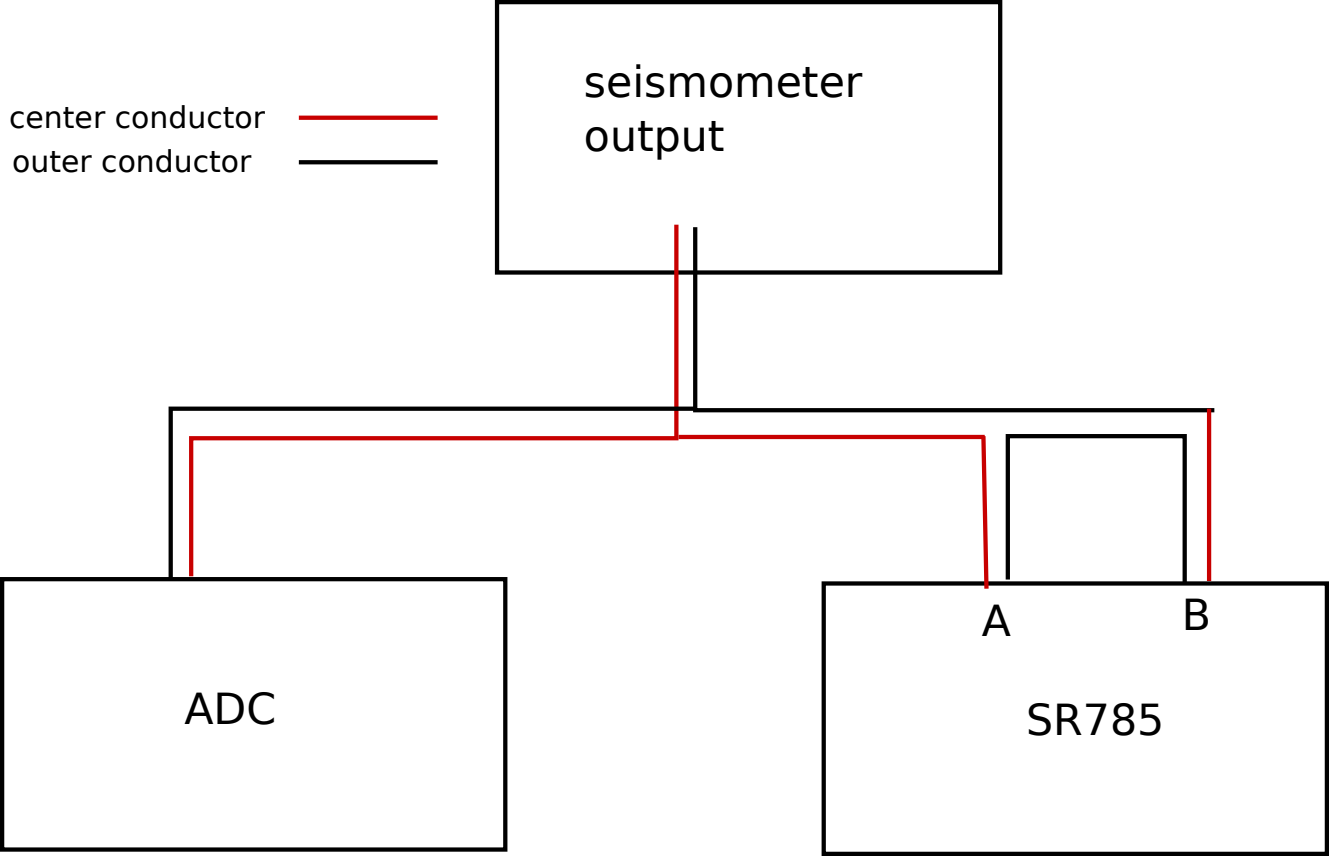 seismometer
output
center conductor
outer conductor
A
B
ADC
SR785